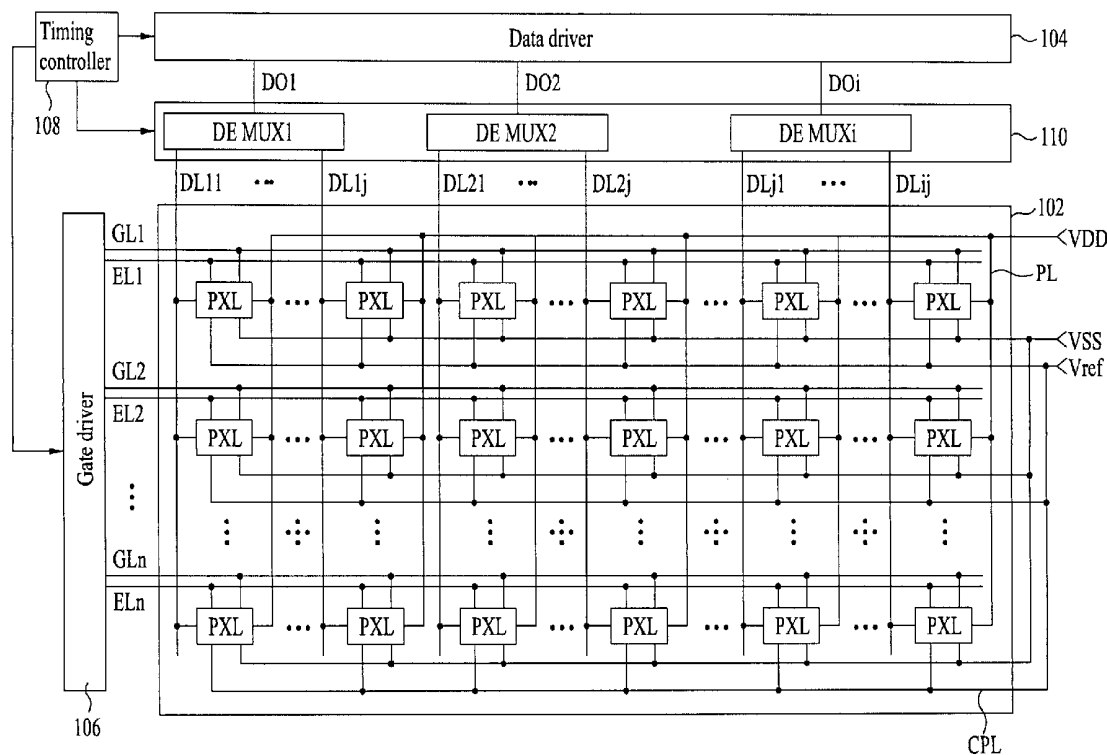 Timing
controller
108
Data driver
104
DO1
DO2
DOi
DE MUX1
DE MUX2
DE MUXi
110
DL11
DL1j
DL21
DL2j
DLj1
DLij
102
GL1
VDD
EL1
PL
PXL PXL PXL PXL PXL PXL
VSS
Vref
GL2
EL2
PXL PXL PXL PXL PXL PXL
Gate driver
GLn
ELn
PXL PXL PXL PXL PXL PXL
106
CPL